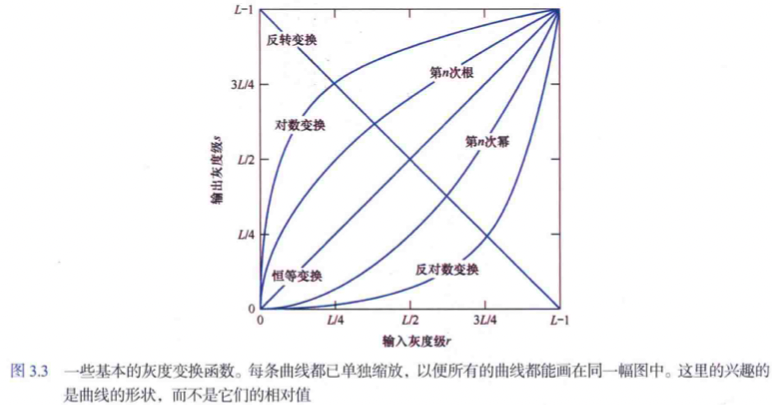 L−1
反转变换
第n次根
3L/4
对数变换
第n次幂
输出灰度级s
L/2
L/4
恒等变换
反对数变换
0
0 L/4 L/2 3L/4 L−1
输入灰度级r
图 3.3 一些基本的灰度变换函数。每条曲线都已单独缩放，以便所有的曲线都能画在同一幅图中。这里的兴趣的
是曲线的形状，而不是它们的相对值